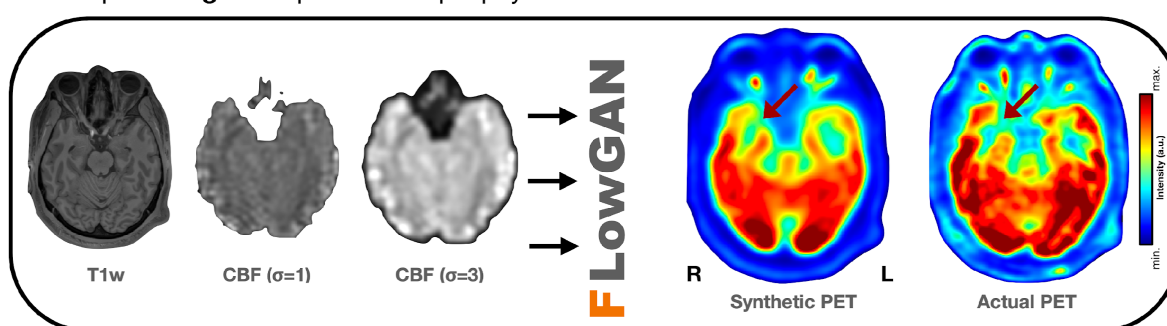 T1w
CBF (σ=1)
CBF (σ=3)
FLowGAN
R
L
Synthetic PET
Actual PET
max.
Intensity (a.u.)
min.